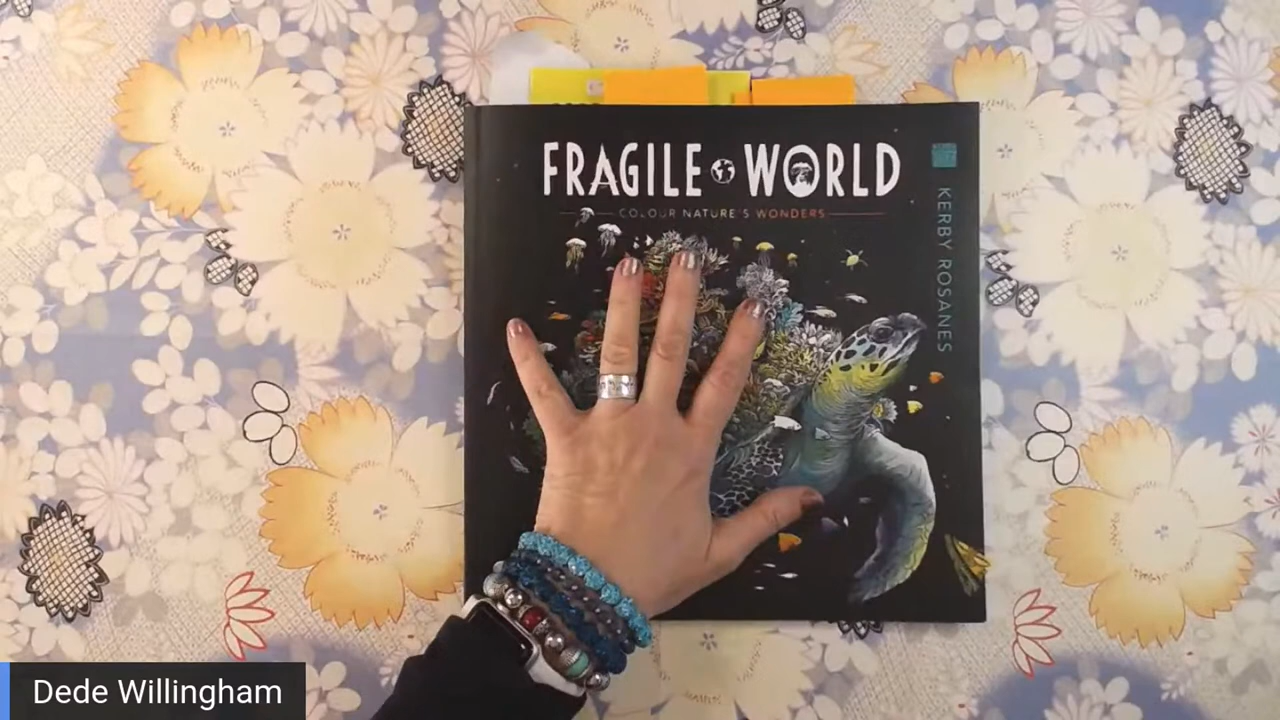 FRAGILE WORLD
COLOUR NATURE'S WONDERS
KERBY ROSANES
Dede Willingham